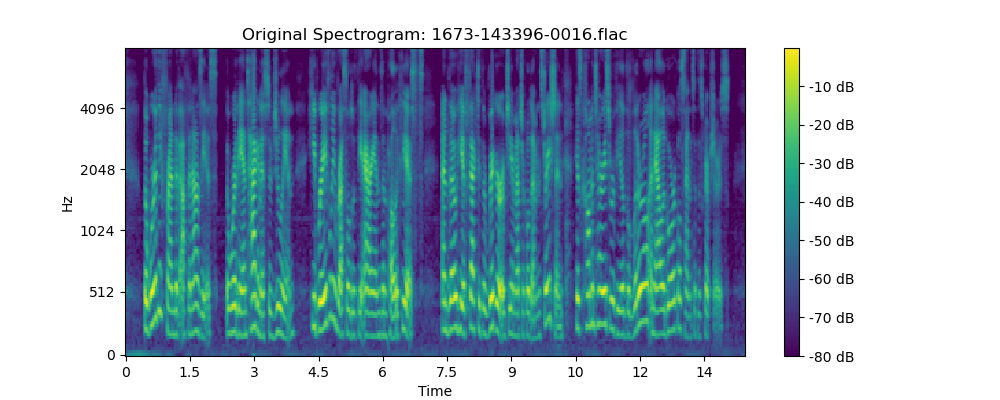 Original Spectrogram: 1673-143396-0016.flac
Hz
4096
2048
1024
512
0
0 1.5 3 4.5 6 7.5 9 10 12 14
Time
-10 dB
-20 dB
-30 dB
-40 dB
-50 dB
-60 dB
-70 dB
-80 dB